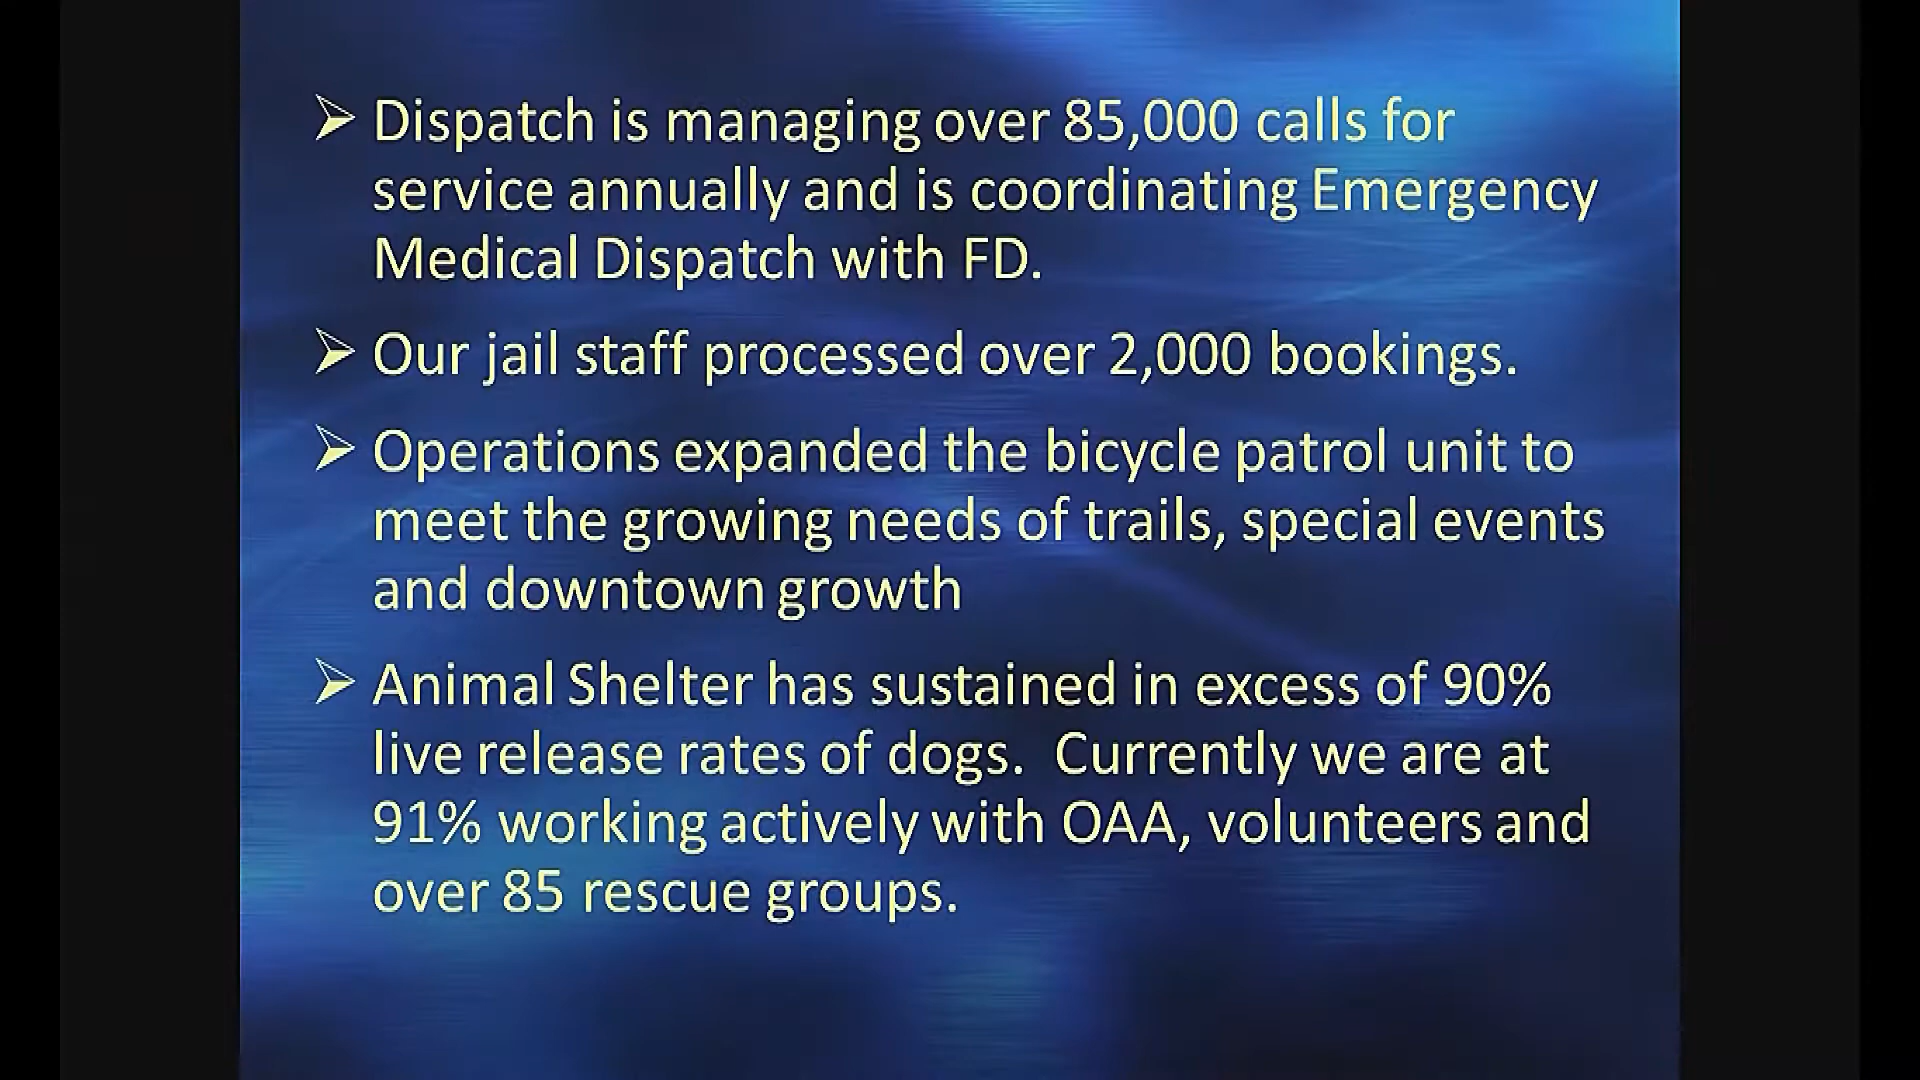 Dispatch is managing over 85,000 calls for
service annually and is coordinating Emergency
Medical Dispatch with FD.
Our jail staff processed over 2,000 bookings.
Operations expanded the bicycle patrol unit to
meet the growing needs of trails, special events
and downtown growth
Animal Shelter has sustained in excess of 90%
live release rates of dogs.  Currently we are at
91% working actively with OAA, volunteers and
over 85 rescue groups.